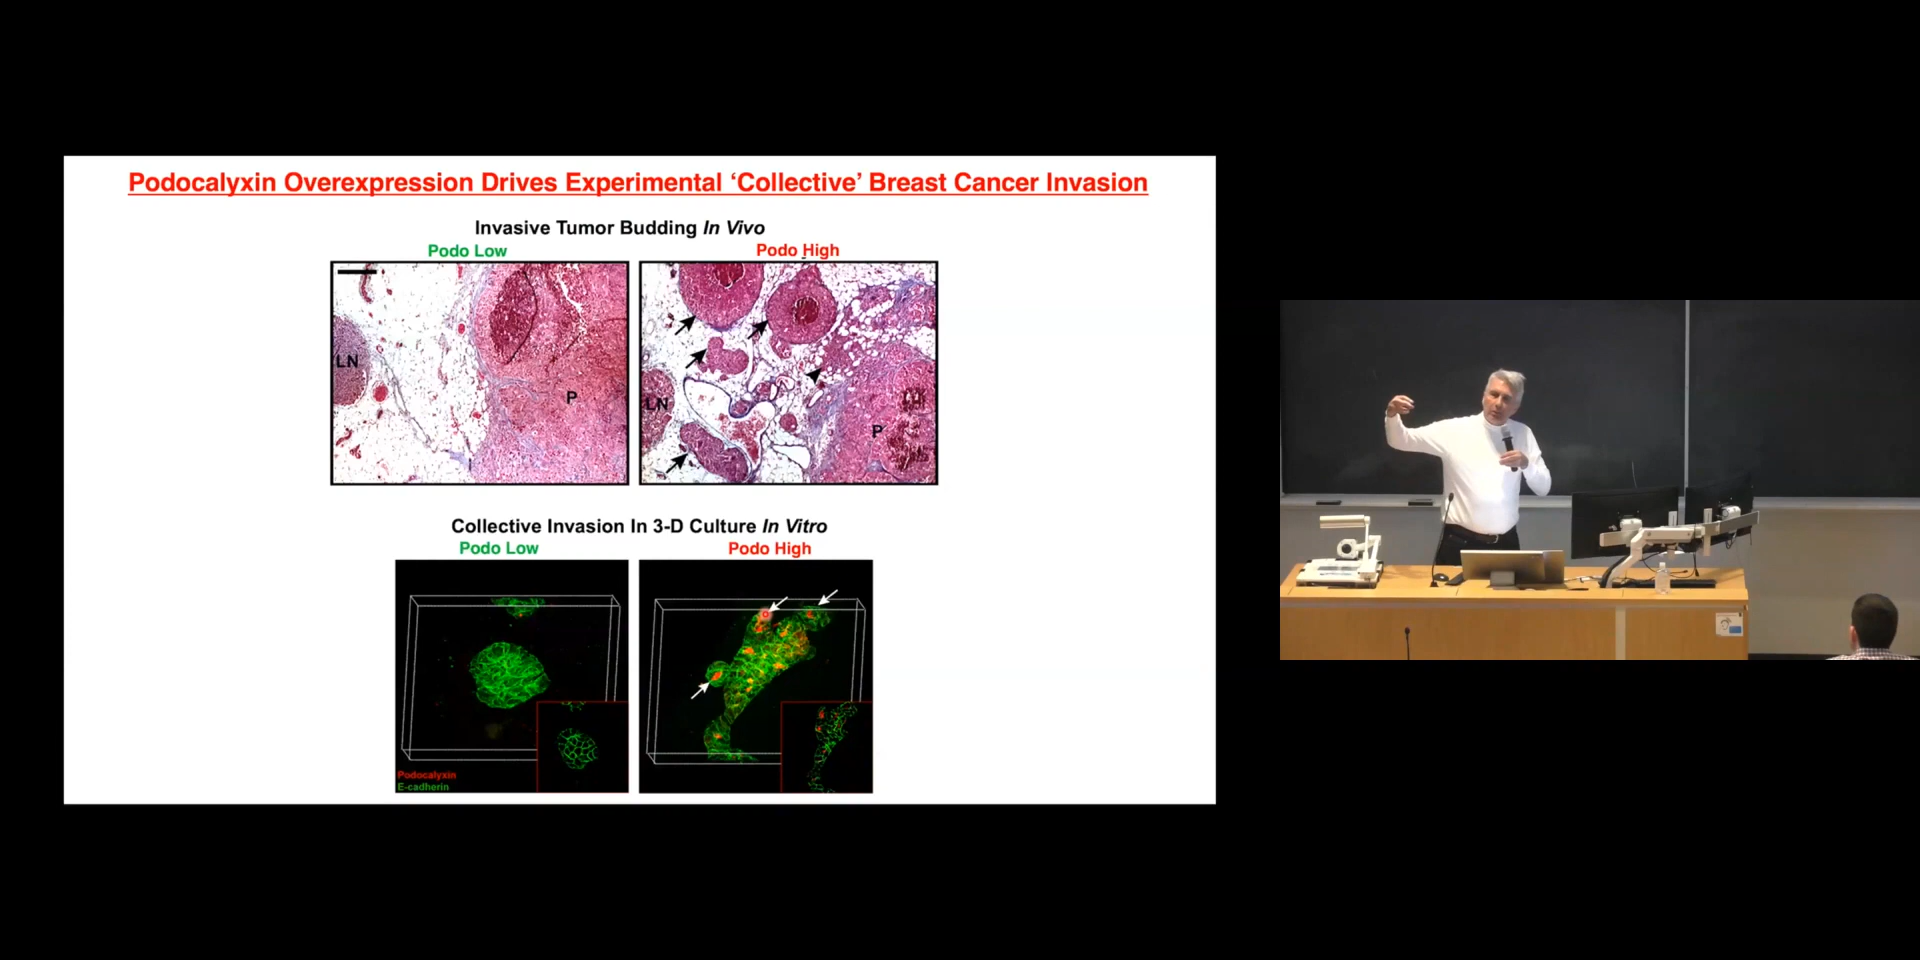 Podocalyxin Overexpression Drives Experimental ‘Collective’ Breast Cancer Invasion
Invasive Tumor Budding In Vivo
Podo Low
Podo High
LN
P
LN
P
Collective Invasion In 3-D Culture In Vitro
Podo Low
Podo High
Podocalyxin
E-cadherin